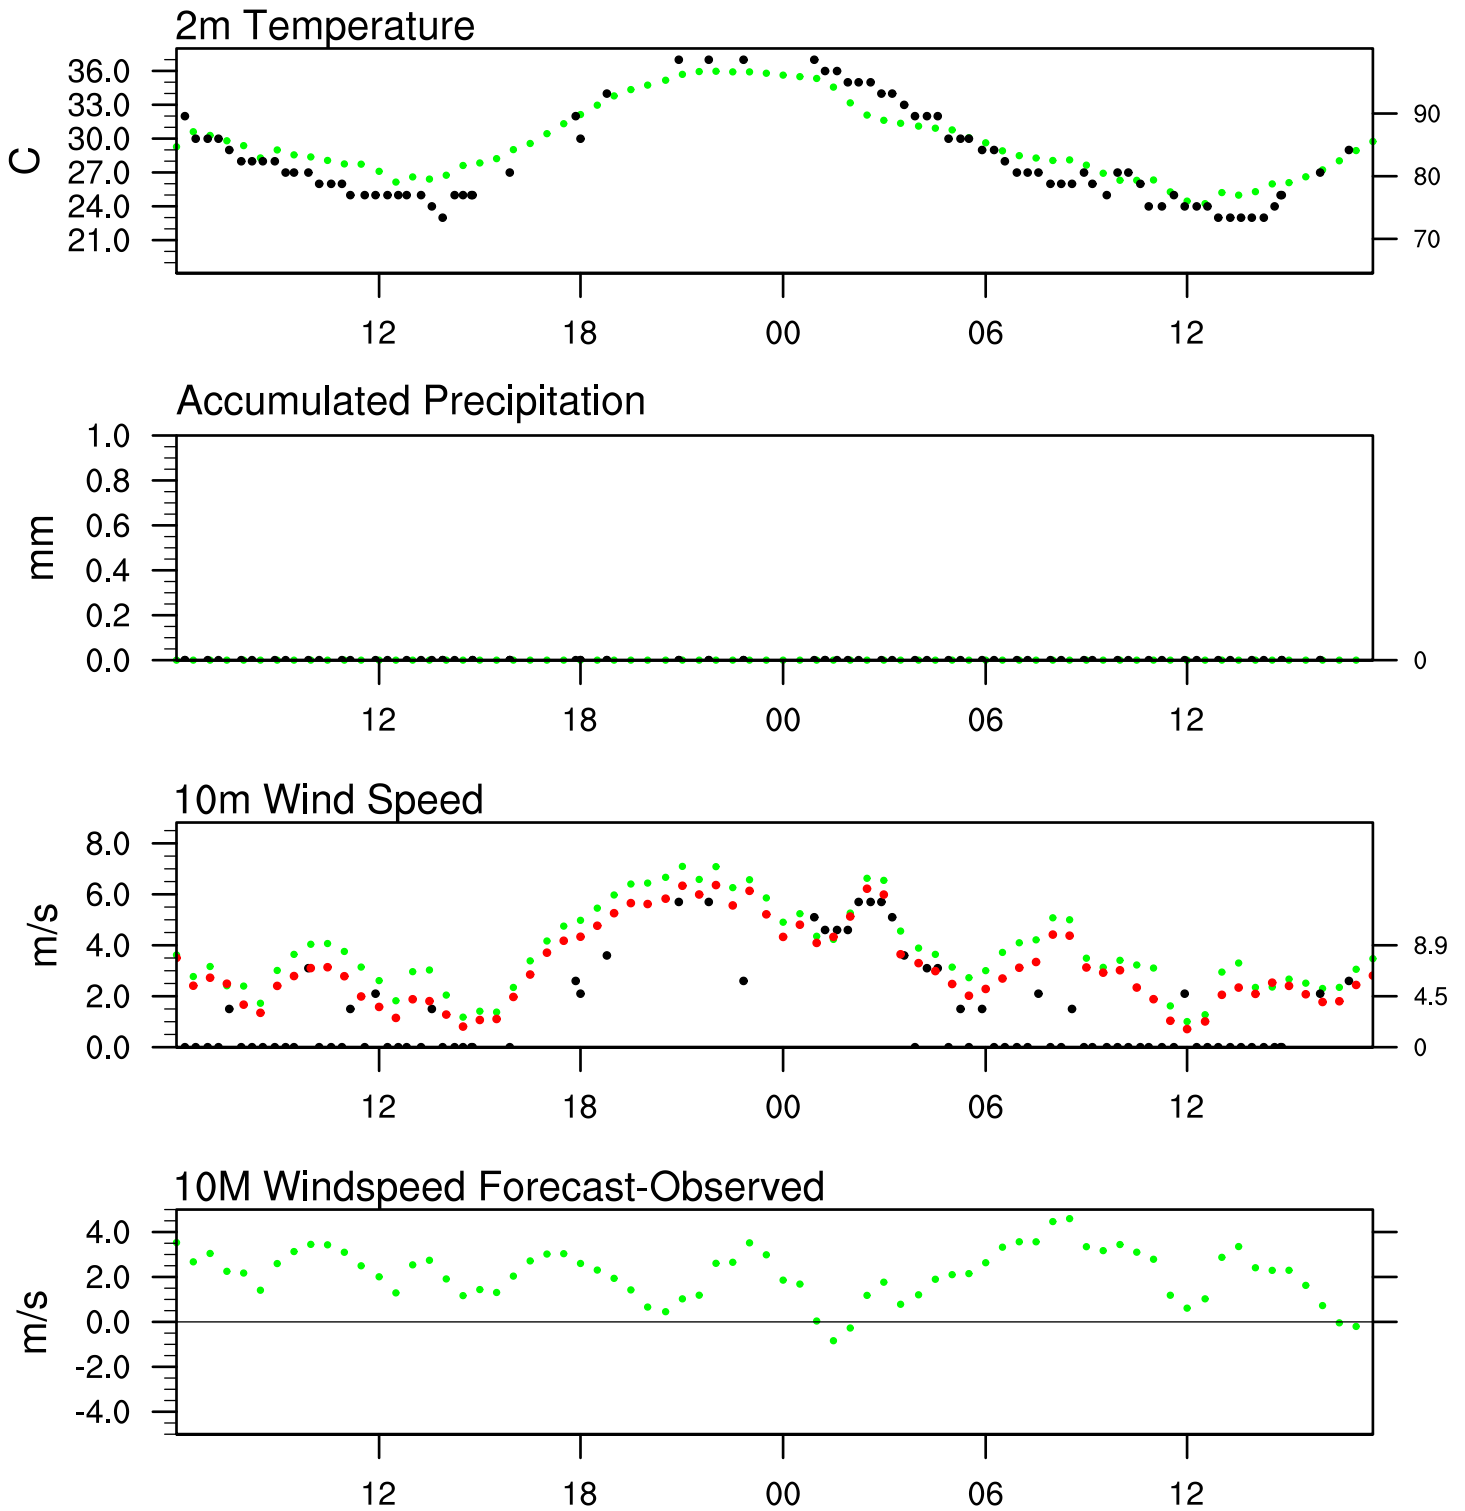 2m Temperature
36.0
33.0
30.0
27.0
24.0
21.0
C
90
80
70
12 18 00 06 12
Accumulated Precipitation
1.0
0.8
0.6
0.4
0.2
0.0
mm
0
12 18 00 06 12
10m Wind Speed
8.0
6.0
4.0
2.0
0.0
m/s
8.9
4.5
0
12 18 00 06 12
10M Windspeed Forecast-Observed
4.0
2.0
0.0
-2.0
-4.0
m/s
12 18 00 06 12